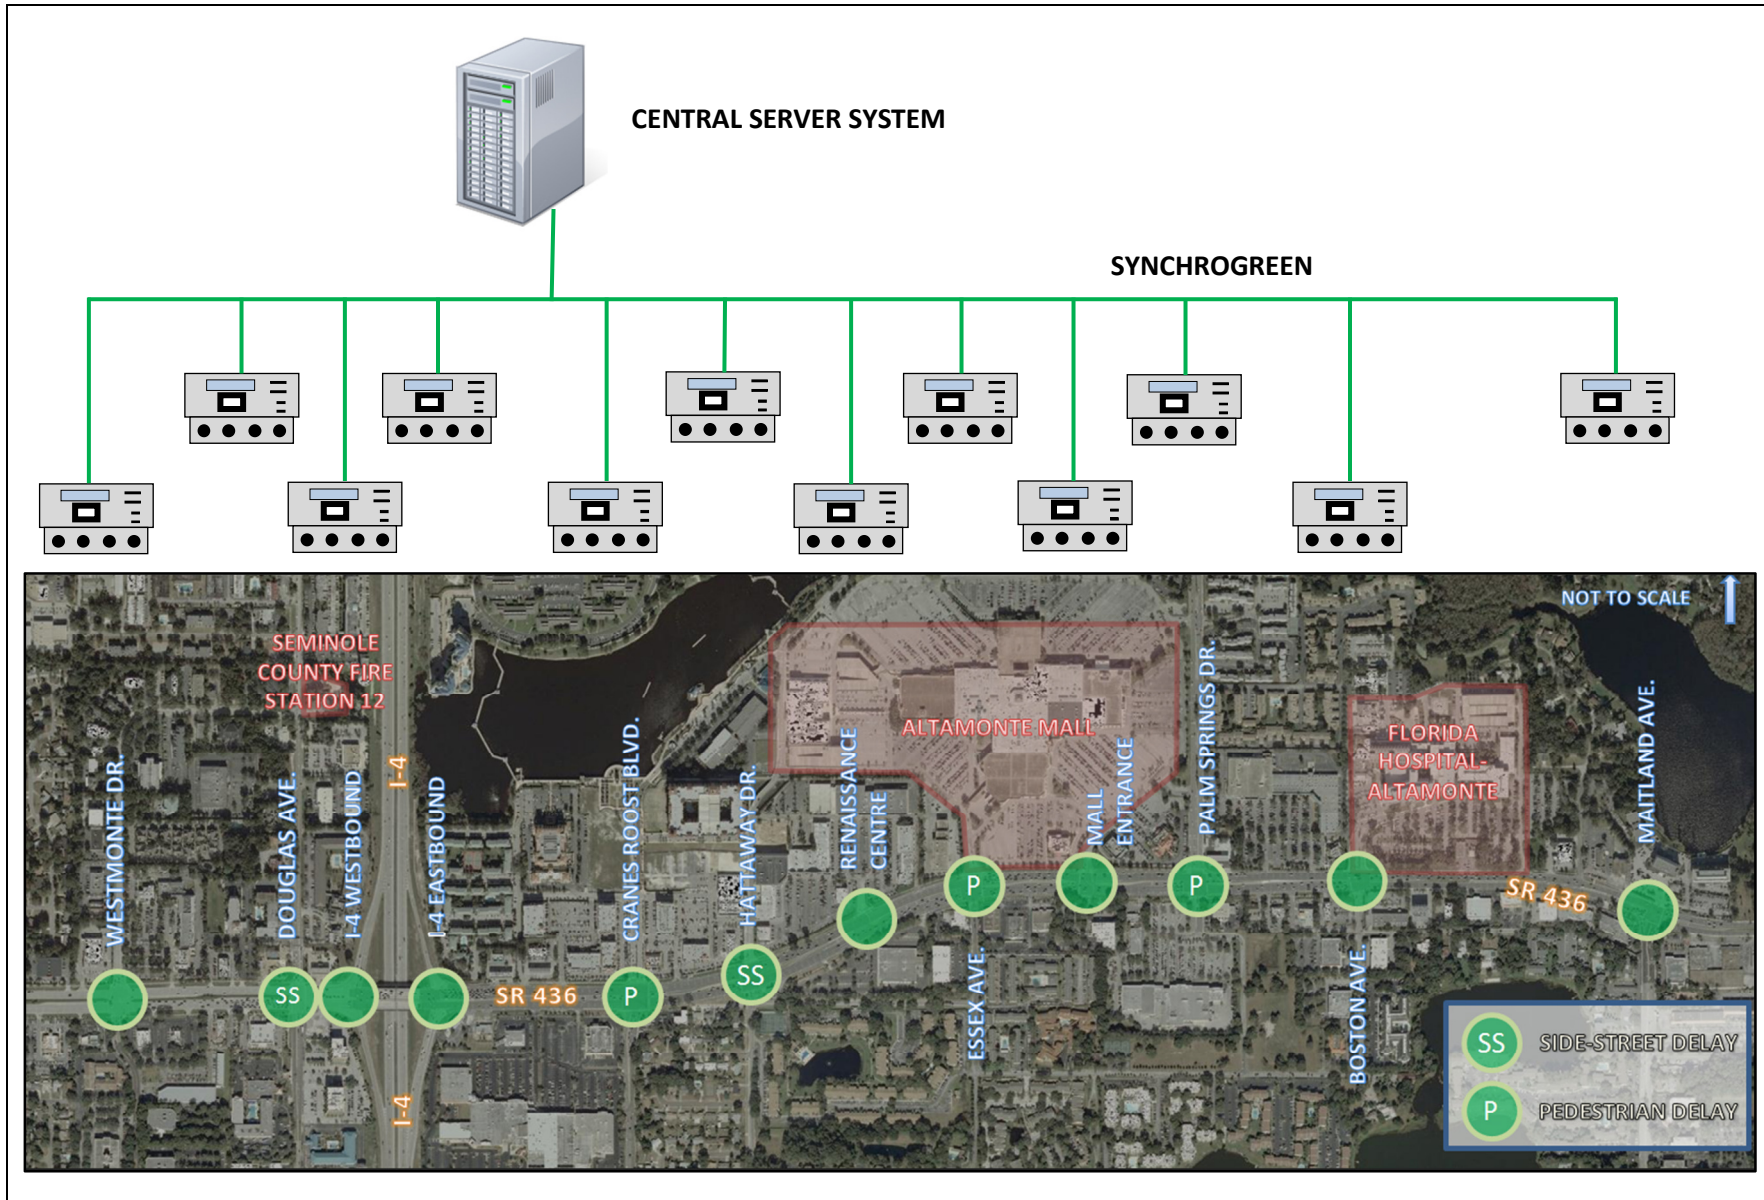 CENTRAL SERVER SYSTEM
SYNCHROGREEN
NOT TO SCALE
SEMINOLE
COUNTY FIRE
STATION 12
WESTMONTE DR.
DOUGLAS AVE.
I-4 WESTBOUND
I-4
I-4 EASTBOUND
CRANES ROOST BLVD.
HATTAWAY DR.
RENAISSANCE
CENTRE
ALTAMONTE MALL
MALL
ENTRANCE
PALM SPRINGS DR.
FLORIDA
HOSPITAL-
ALTAMONTE
MAITLAND AVE.
P
P
SR 436
SS
SS
SR 436
P
ESSEX AVE.
BOSTON AVE.
I-4
SS SIDE-STREET DELAY
P PEDESTRIAN DELAY